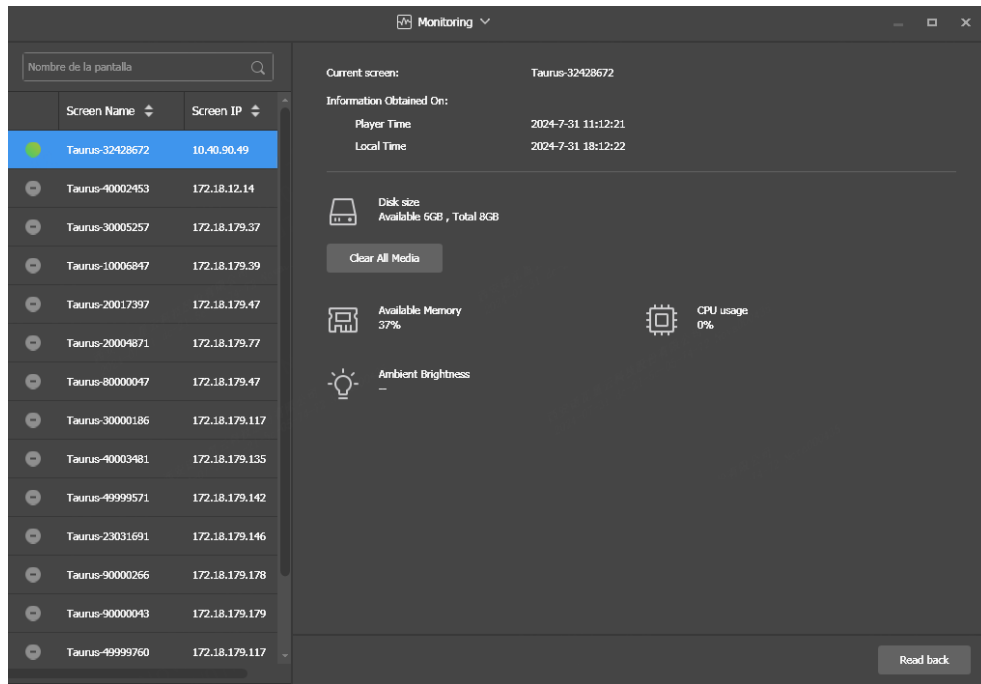 Monitoring
Nombre de la pantalla
Screen Name Screen IP
Taurus-32428672 10.40.90.49
Taurus-40002453 172.18.12.14
Taurus-30005257 172.18.179.37
Taurus-10006847 172.18.179.39
Taurus-20017397 172.18.179.47
Taurus-20004871 172.18.179.77
Taurus-80000047 172.18.179.47
Taurus-30000186 172.18.179.117
Taurus-40003481 172.18.179.135
Taurus-49999571 172.18.179.142
Taurus-23031691 172.18.179.146
Taurus-90000266 172.18.179.178
Taurus-90000043 172.18.179.179
Taurus-49999760 172.18.179.117
Current screen: Taurus-32428672
Information Obtained On:
Player Time 2024-7-31 11:12:21
Local Time 2024-7-31 18:12:22
Disk size
Available 6GB , Total 8GB
Clear All Media
Available Memory
37%
CPU usage
0%
Ambient Brightness
--
Read back